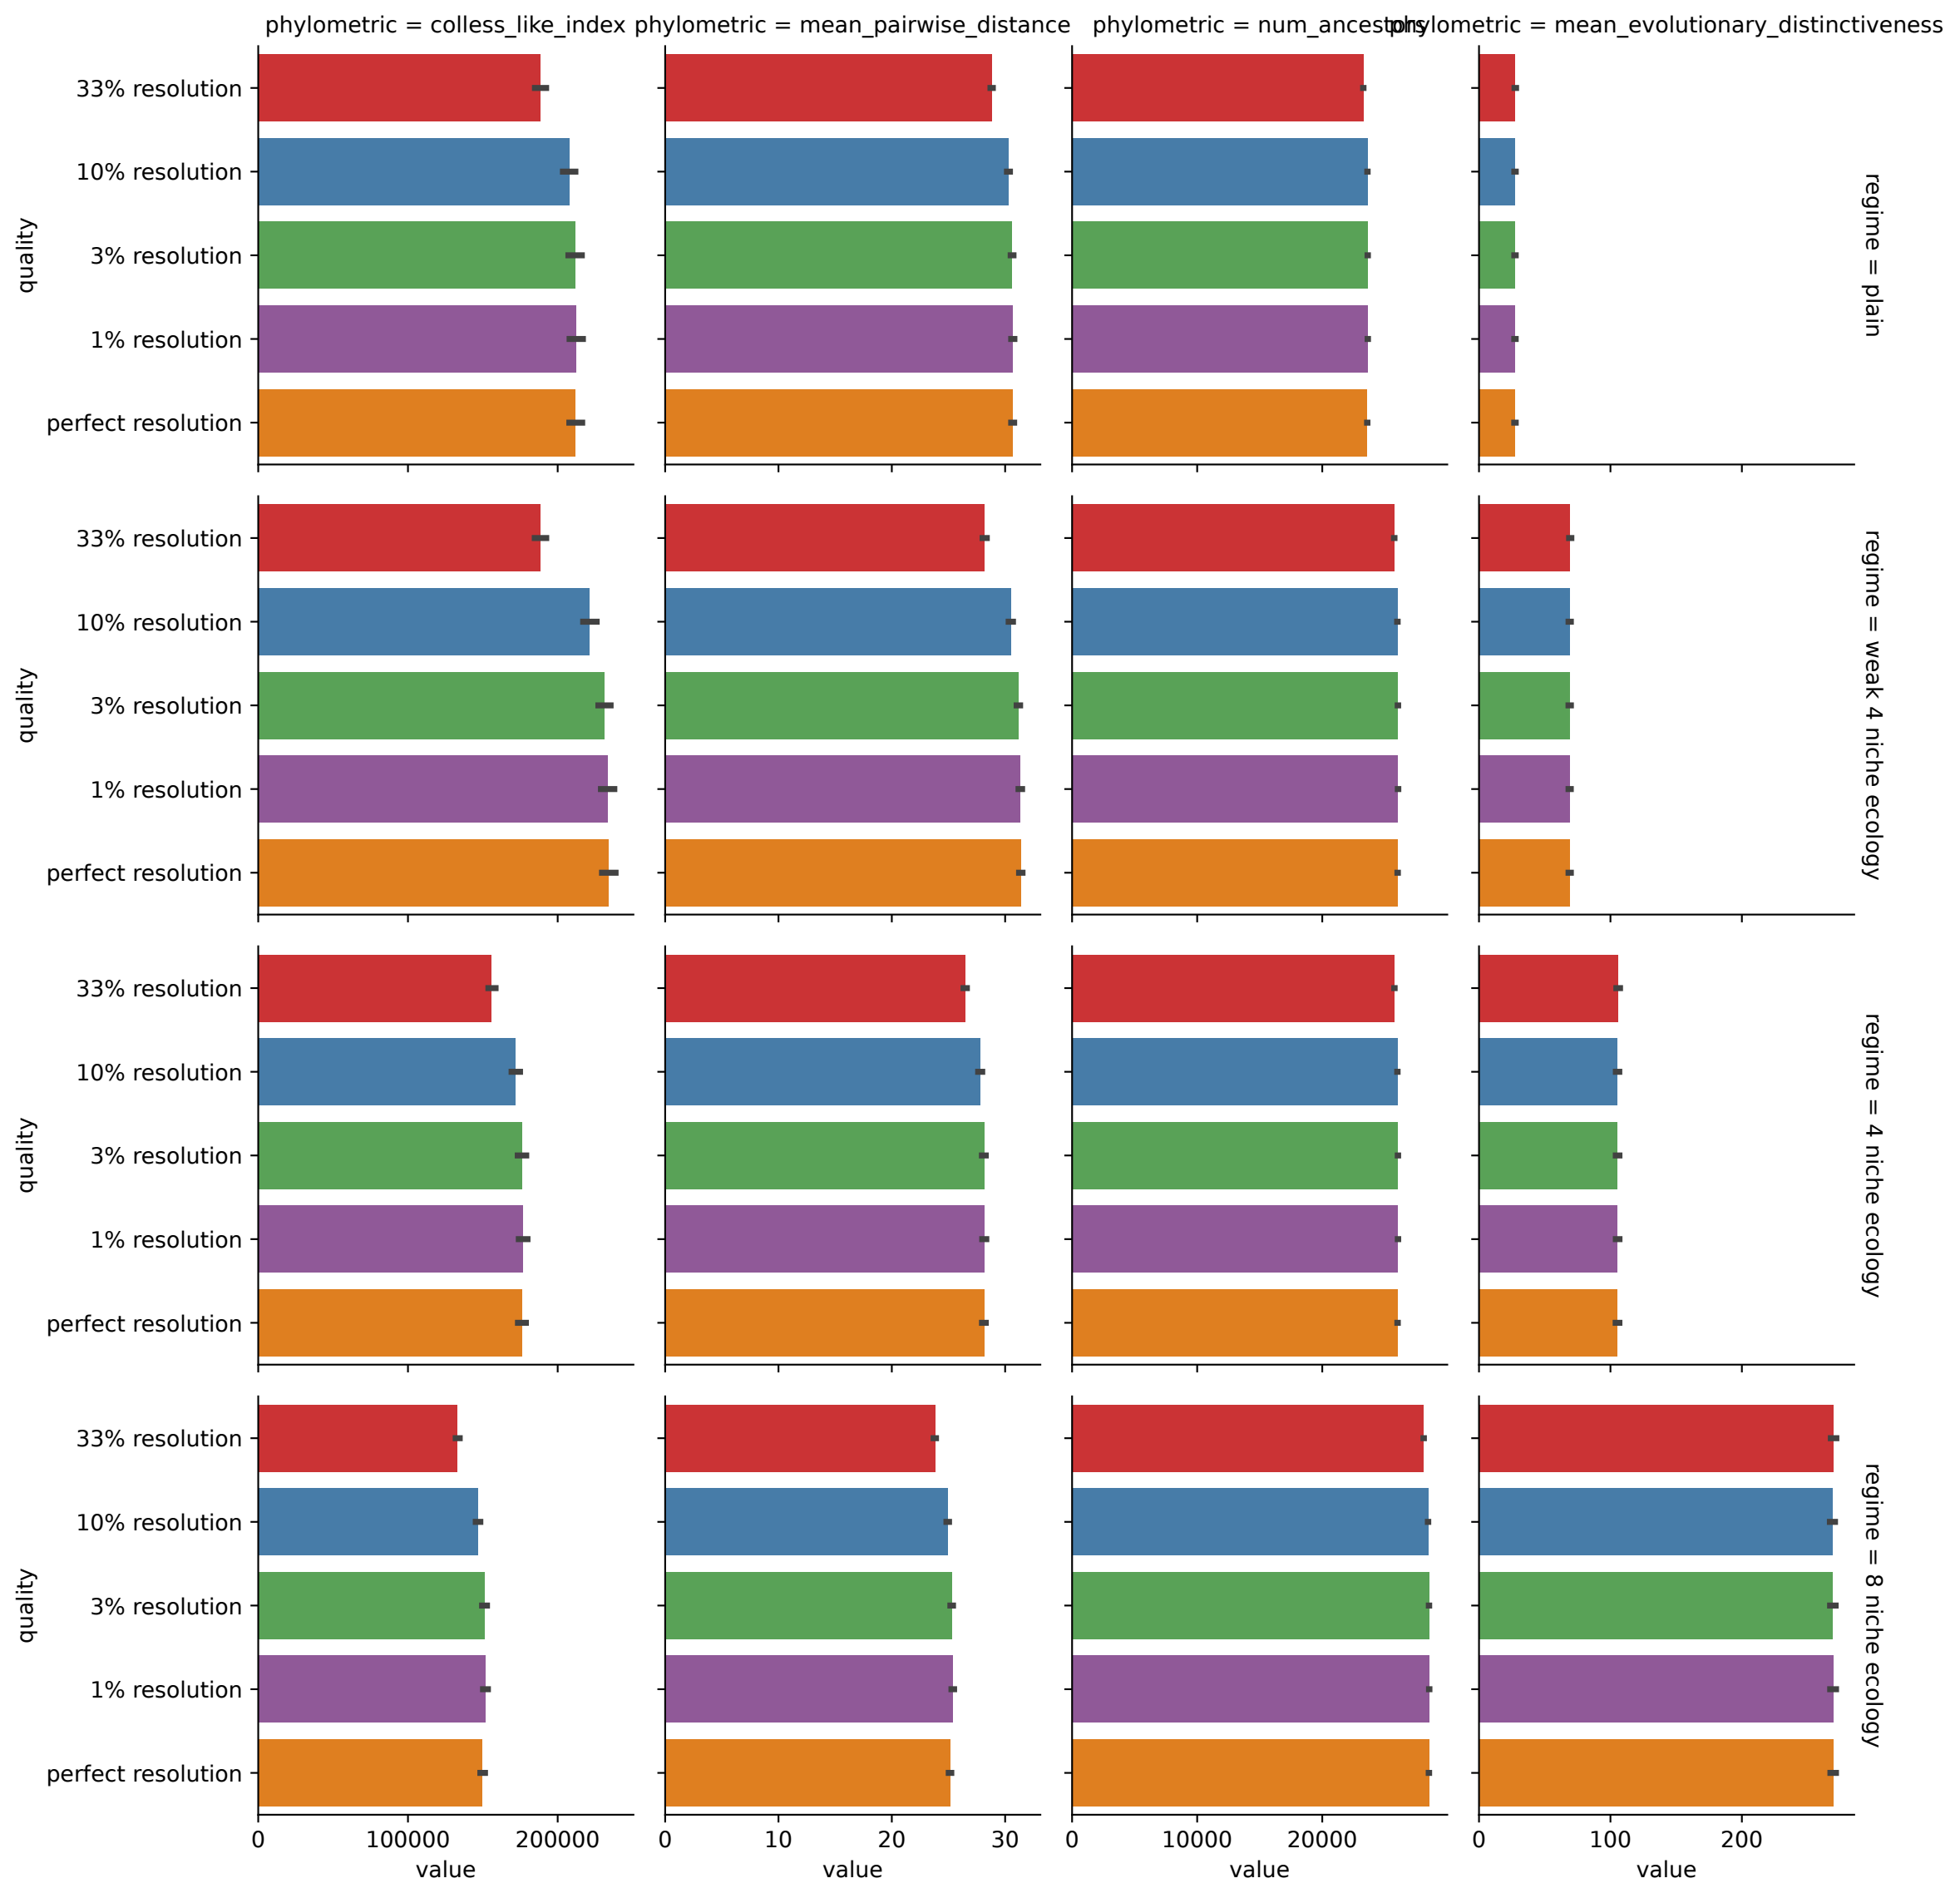 phylometric = colless_like_index
phylometric = mean_pairwise_distance
phylometric = num_ancestors
phylometric = mean_evolutionary_distinctiveness
quality
33% resolution
10% resolution
3% resolution
1% resolution
perfect resolution
regime = plain
quality
33% resolution
10% resolution
3% resolution
1% resolution
perfect resolution
regime = weak 4 niche ecology
quality
33% resolution
10% resolution
3% resolution
1% resolution
perfect resolution
regime = 4 niche ecology
quality
33% resolution
10% resolution
3% resolution
1% resolution
perfect resolution
regime = 8 niche ecology
0 100000 200000
0 10 20 30
0 10000 20000
0 100 200
value
value
value
value